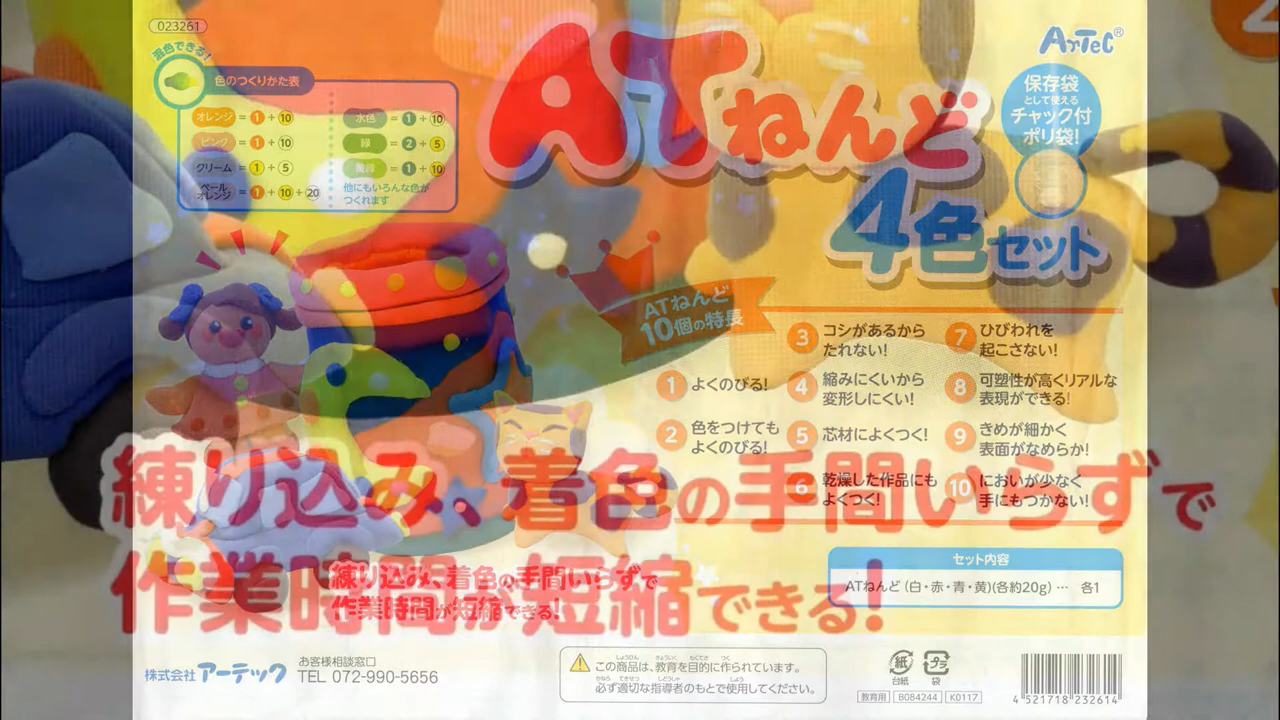 023261
混色できる!
色のつくりかた表
オレンジ = 1 + 10
ピンク = 1 + 10
クリーム = 1 + 5
ペールオレンジ = 1 + 10 + 20
水色 = 1 + 10
緑 = 2 + 5
= 1 + 10
他にもいろんな色が
つくれます
ATねんど
4色セット
ArTeC®
保存袋
として使える
チャック付
ポリ袋!
ATねんど
10個の特長
1 よくのびる!
2 色をつけても
よくのびる!
3 コシがあるから
たれない!
4 縮みにくいから
変形しにくい!
5 芯材によくつく!
6 乾燥した作品にも
よくつく!
7 ひびわれを
起こさない!
8 可塑性が高くリアルな
表現ができる!
9 きめが細かく
表面がなめらか!
10 においが少なく
手にもつかない!
練り込み、着色の手間いらずで
作業時間が短縮できる!
練り込み、着色の手間いらずで
作業時間が短縮できる!
セット内容
ATねんど (白・赤・青・黄)(各約20g) … 各1
株式会社 アーテック
お客様相談窓口
TEL 072-990-5656
この商品は、教育を目的に作られています。
必ず適切な指導者のもとで使用してください。
紙
台紙
プラ
袋
教育用 B084244 K0117
4 521718 232614